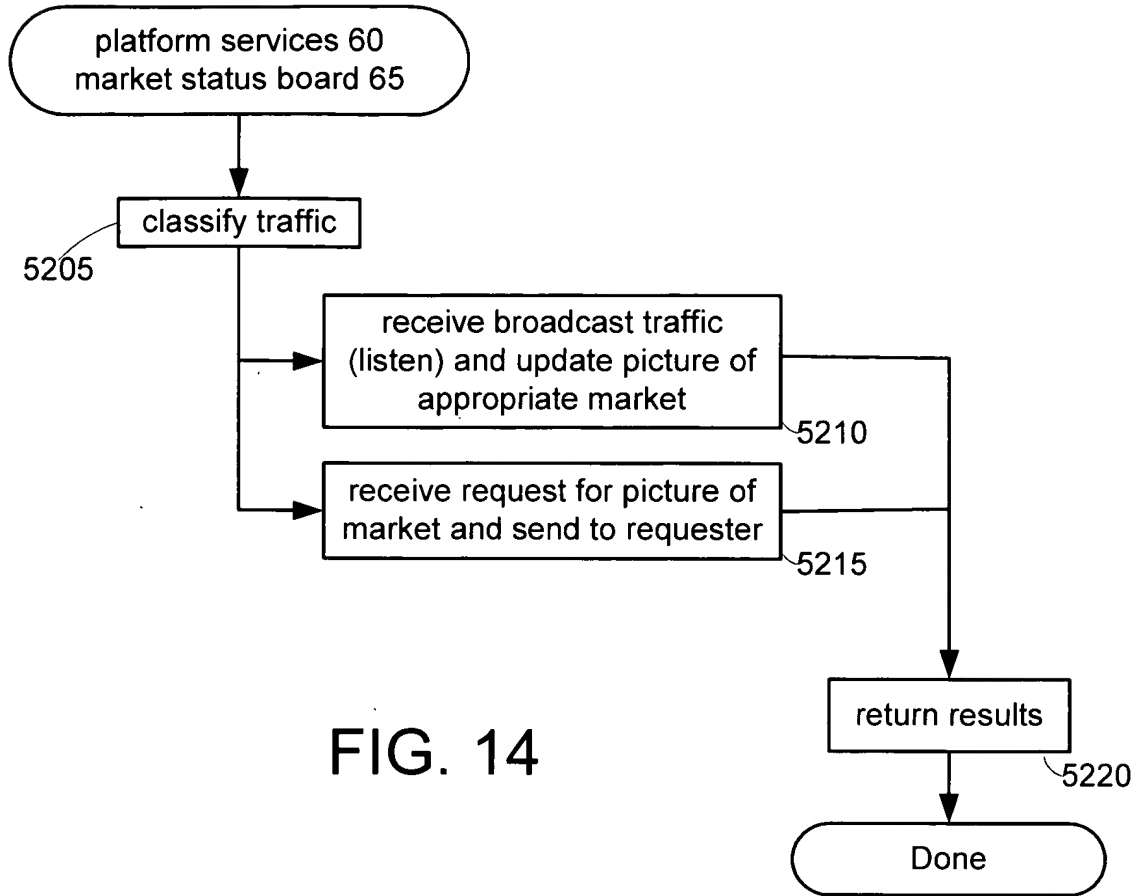 platform services 60
market status board 65
classify traffic
5205
receive broadcast traffic
(listen) and update picture of
appropriate market
5210
receive request for picture of
market and send to requester
5215
return results
5220
FIG. 14
Done